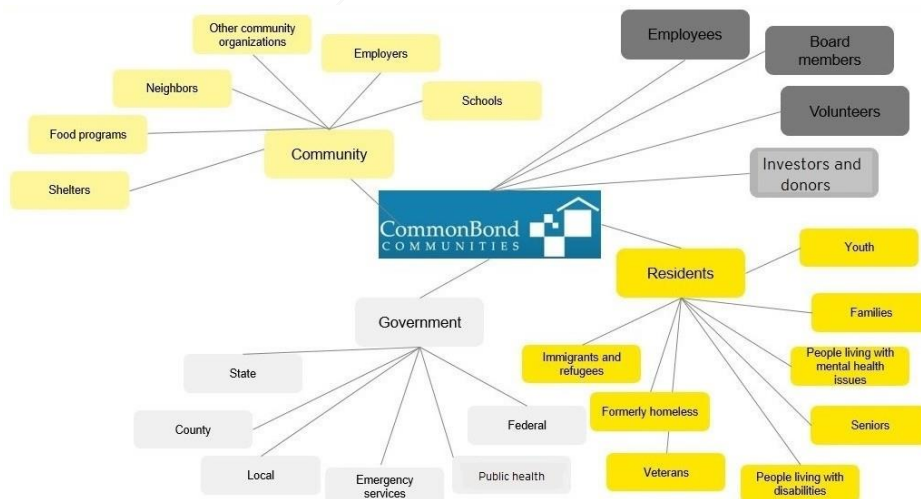 Other community
organizations
Employers
Neighbors
Schools
Food programs
Community
Shelters
Employees
Board
members
Volunteers
Investors and
donors
CommonBond
COMMUNITIES
Residents
Youth
Families
Immigrants and
refugees
People living with
mental health
issues
Formerly homeless
Seniors
Veterans
People living with
disabilities
Government
State
County
Local
Emergency
services
Public health
Federal